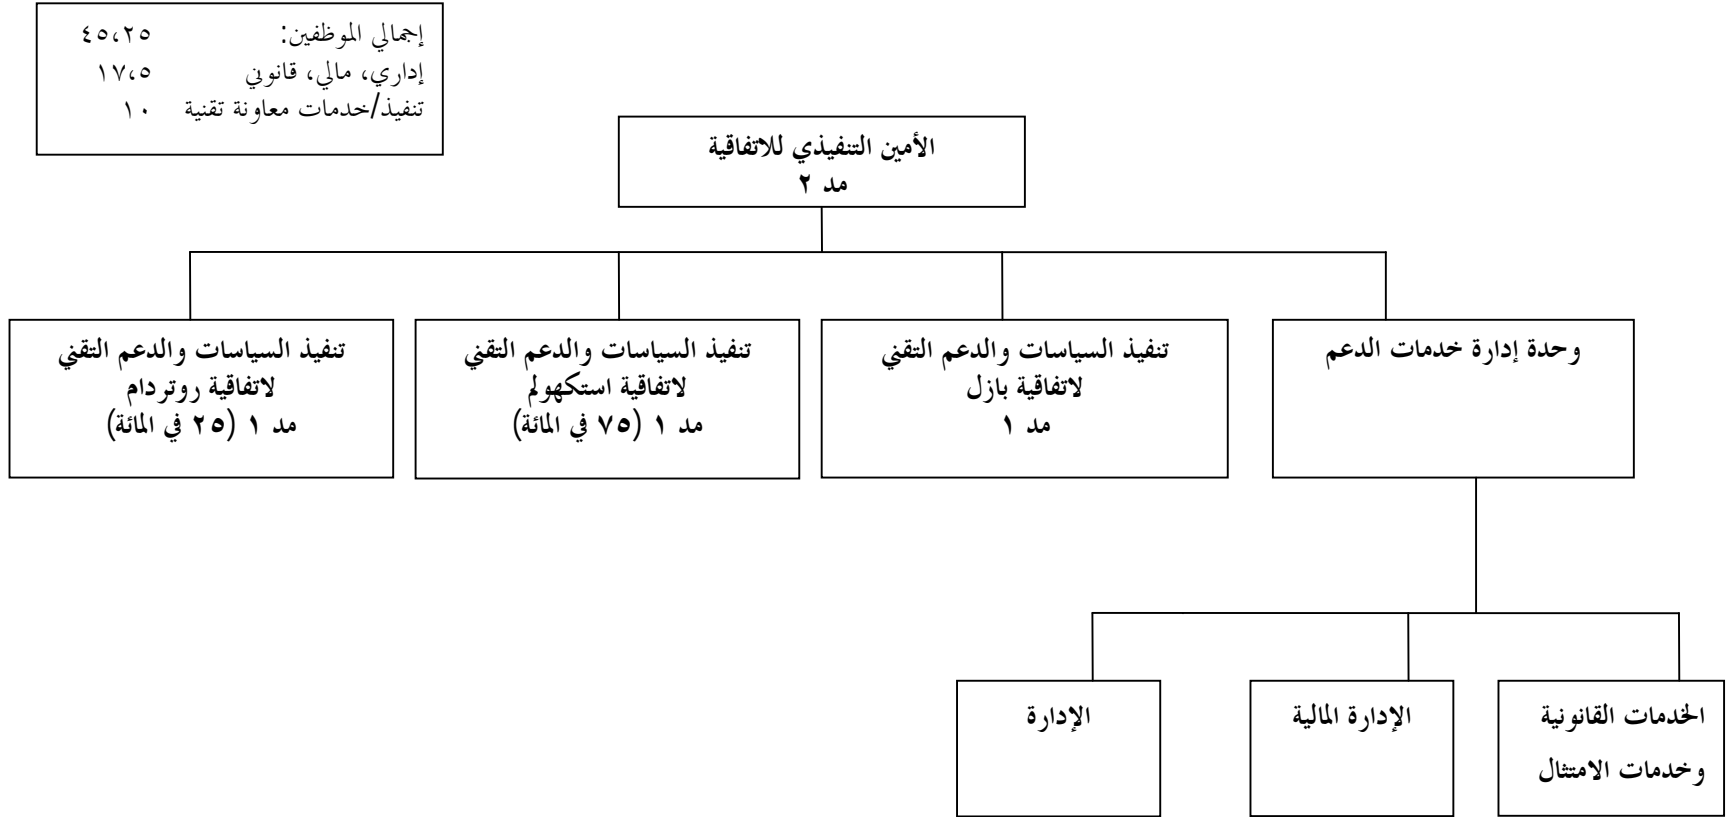 إجمالي الموظفين: ٤٥،٢٥
إداري، مالي، قانوني ١٧،٥
تنفيذ/خدمات معاونة تقنية ١٠
الأمين التنفيذي للاتفاقية
مد ٢
وحدة إدارة خدمات الدعم
تنفيذ السياسات والدعم التقني
لاتفاقية بازل
مد ١
تنفيذ السياسات والدعم التقني
لاتفاقية استكهولم
مد ١ (٧٥ في المائة)
تنفيذ السياسات والدعم التقني
لاتفاقية روتردام
مد ١ (٢٥ في المائة)
الخدمات القانونية
وخدمات الامتثال
الإدارة المالية
الإدارة